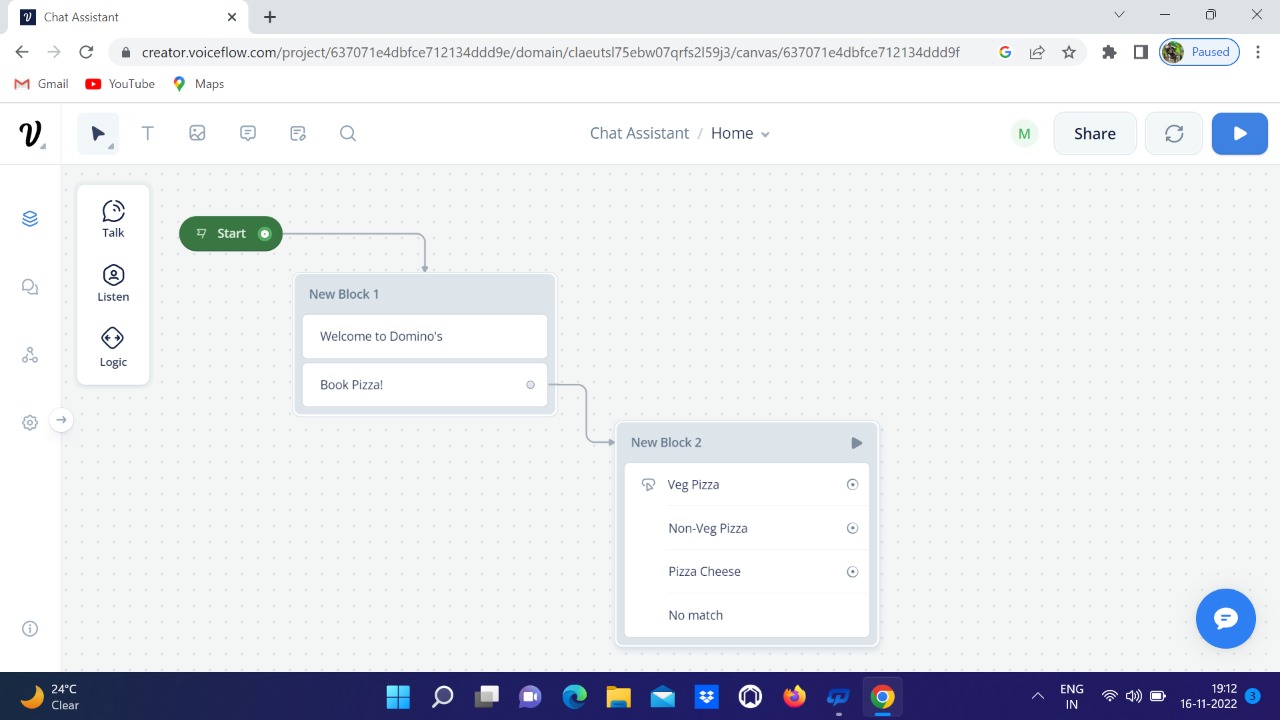 Chat Assistant
creator.voiceflow.com/project/637071e4dbfce712134ddd9e/domain/claeutsl75ebw07qrfs2l59j3/canvas/637071e4dbfce712134ddd9f
Paused
Gmail
YouTube
Maps
Chat Assistant / Home
M
Share
Talk
Listen
Logic
Start
New Block 1
Welcome to Domino's
Book Pizza!
New Block 2
Veg Pizza
Non-Veg Pizza
Pizza Cheese
No match
24°C
Clear
ENG
IN
19:12
16-11-2022
3